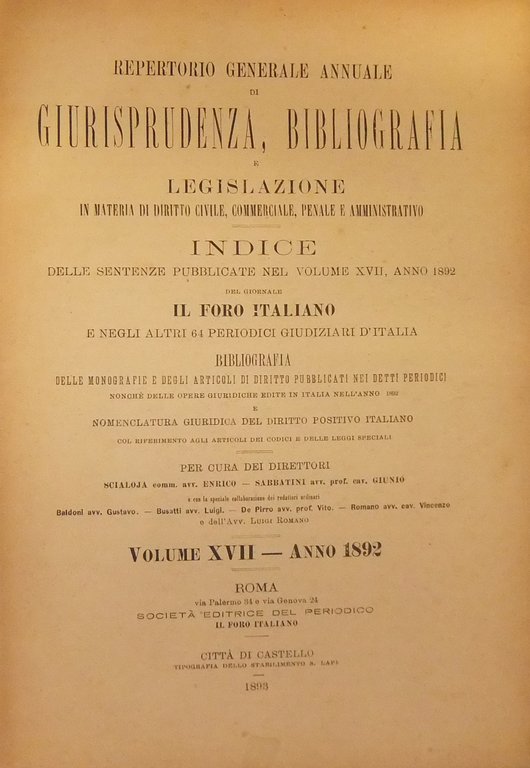 REPERTORIO GENERALE ANNUALE
DI
GIURISPRUDENZA, BIBLIOGRAFIA
E
LEGISLAZIONE
IN MATERIA DI DIRITTO CIVILE, COMMERCIALE, PENALE E AMMINISTRATIVO
INDICE
DELLE SENTENZE PUBBLICATE NEL VOLUME XVII, ANNO 1892
DEL GIORNALE
IL FORO ITALIANO
E NEGLI ALTRI 64 PERIODICI GIUDIZIARI D'ITALIA
BIBLIOGRAFIA
DELLE MONOGRAFIE E DEGLI ARTICOLI DI DIRITTO PUBBLICATI NEI DETTI PERIODICI
NONCHÈ DELLE OPERE GIURIDICHE EDITE IN ITALIA NELL'ANNO 1892
E
NOMENCLATURA GIURIDICA DEL DIRITTO POSITIVO ITALIANO
COL RIFERIMENTO AGLI ARTICOLI DEI CODICI E DELLE LEGGI SPECIALI
PER CURA DEI DIRETTORI
SCIALOJA comm. avv. ENRICO — SABBATINI avv. prof. cav. GIUNIO
e con la speciale collaborazione dei redattori ordinari
Baldoni avv. Gustavo. — Busatti avv. Luigi. — De Pirro avv. prof. Vito. — Romano avv. cav. Vincenzo
e dell'Avv. LUIGI ROMANO
VOLUME XVII — ANNO 1892
ROMA
via Palermo 34 e via Genova 24
SOCIETÀ EDITRICE DEL PERIODICO
IL FORO ITALIANO
CITTÀ DI CASTELLO
TIPOGRAFIA DELLO STABILIMENTO S. LAPI
1893